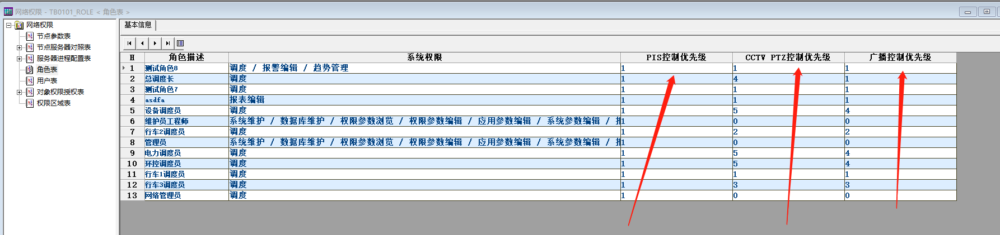 网络权限 - TB0101_ROLE < 角色表 >
网络权限
节点参数表
节点服务器对照表
服务器进程配置表
角色表
用户表
对象权限授权表
权限区域表
基本信息
H 角色描述 系统权限 PIS控制优先级 CCTV PTZ控制优先级 广播控制优先级
1 测试角色8 调度 / 报警编辑 / 趋势管理 1 1 1
2 总调度长 调度 1 4 1
3 测试角色7 调度 1 1 1
4 asdfa 报表编辑 1 1 1
5 设备调度员 调度 1 5 4
6 维护员工程师 系统维护 / 数据库维护 / 权限参数浏览 / 权限参数编辑 / 应用参数编辑 / 系统参数编辑 / 1 0 0
7 行车2调度员 调度 1 2 2
8 管理员 系统维护 / 数据库维护 / 权限参数浏览 / 权限参数编辑 / 应用参数编辑 / 系统参数编辑 / 1 0 0
9 电力调度员 调度 1 5 4
10 环控调度员 调度 1 5 4
11 行车1调度员 调度 1 1 1
12 行车3调度员 调度 1 3 3
13 网络管理员 调度 1 0 0